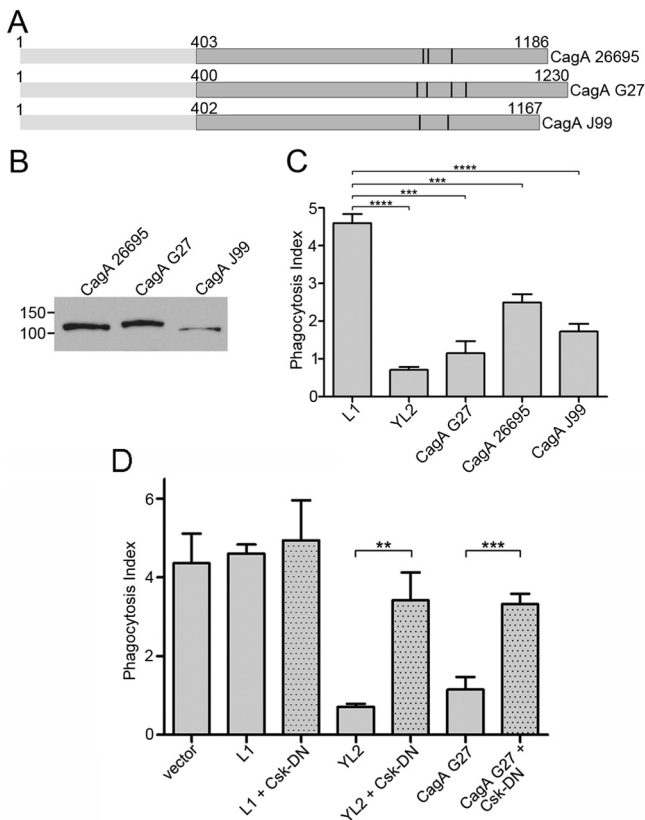 A
1 403 1186 CagA 26695
1 400 1230 CagA G27
1 402 1167 CagA J99
B
CagA 26695 CagA G27 CagA J99
150
100
C
****
***
***
****
Phagocytosis Index
5
4
3
2
1
0
L1 YL2 CagA G27 CagA 26695 CagA J99
D
Phagocytosis Index
6
4
2
0
** ***
vector L1 L1 + Csk-DN YL2 YL2 + Csk-DN CagA G27 CagA G27 + Csk-DN